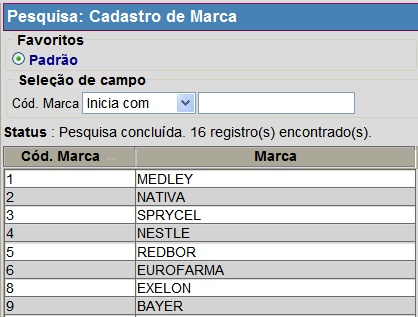 Pesquisa: Cadastro de Marca
Favoritos
Padrão
Seleção de campo
Cód. Marca Inicia com
Status : Pesquisa concluída. 16 registro(s) encontrado(s).
Cód. Marca Marca
1 MEDLEY
2 NATIVA
3 SPRYCEL
4 NESTLE
5 REDBOR
6 EUROFARMA
8 EXELON
9 BAYER